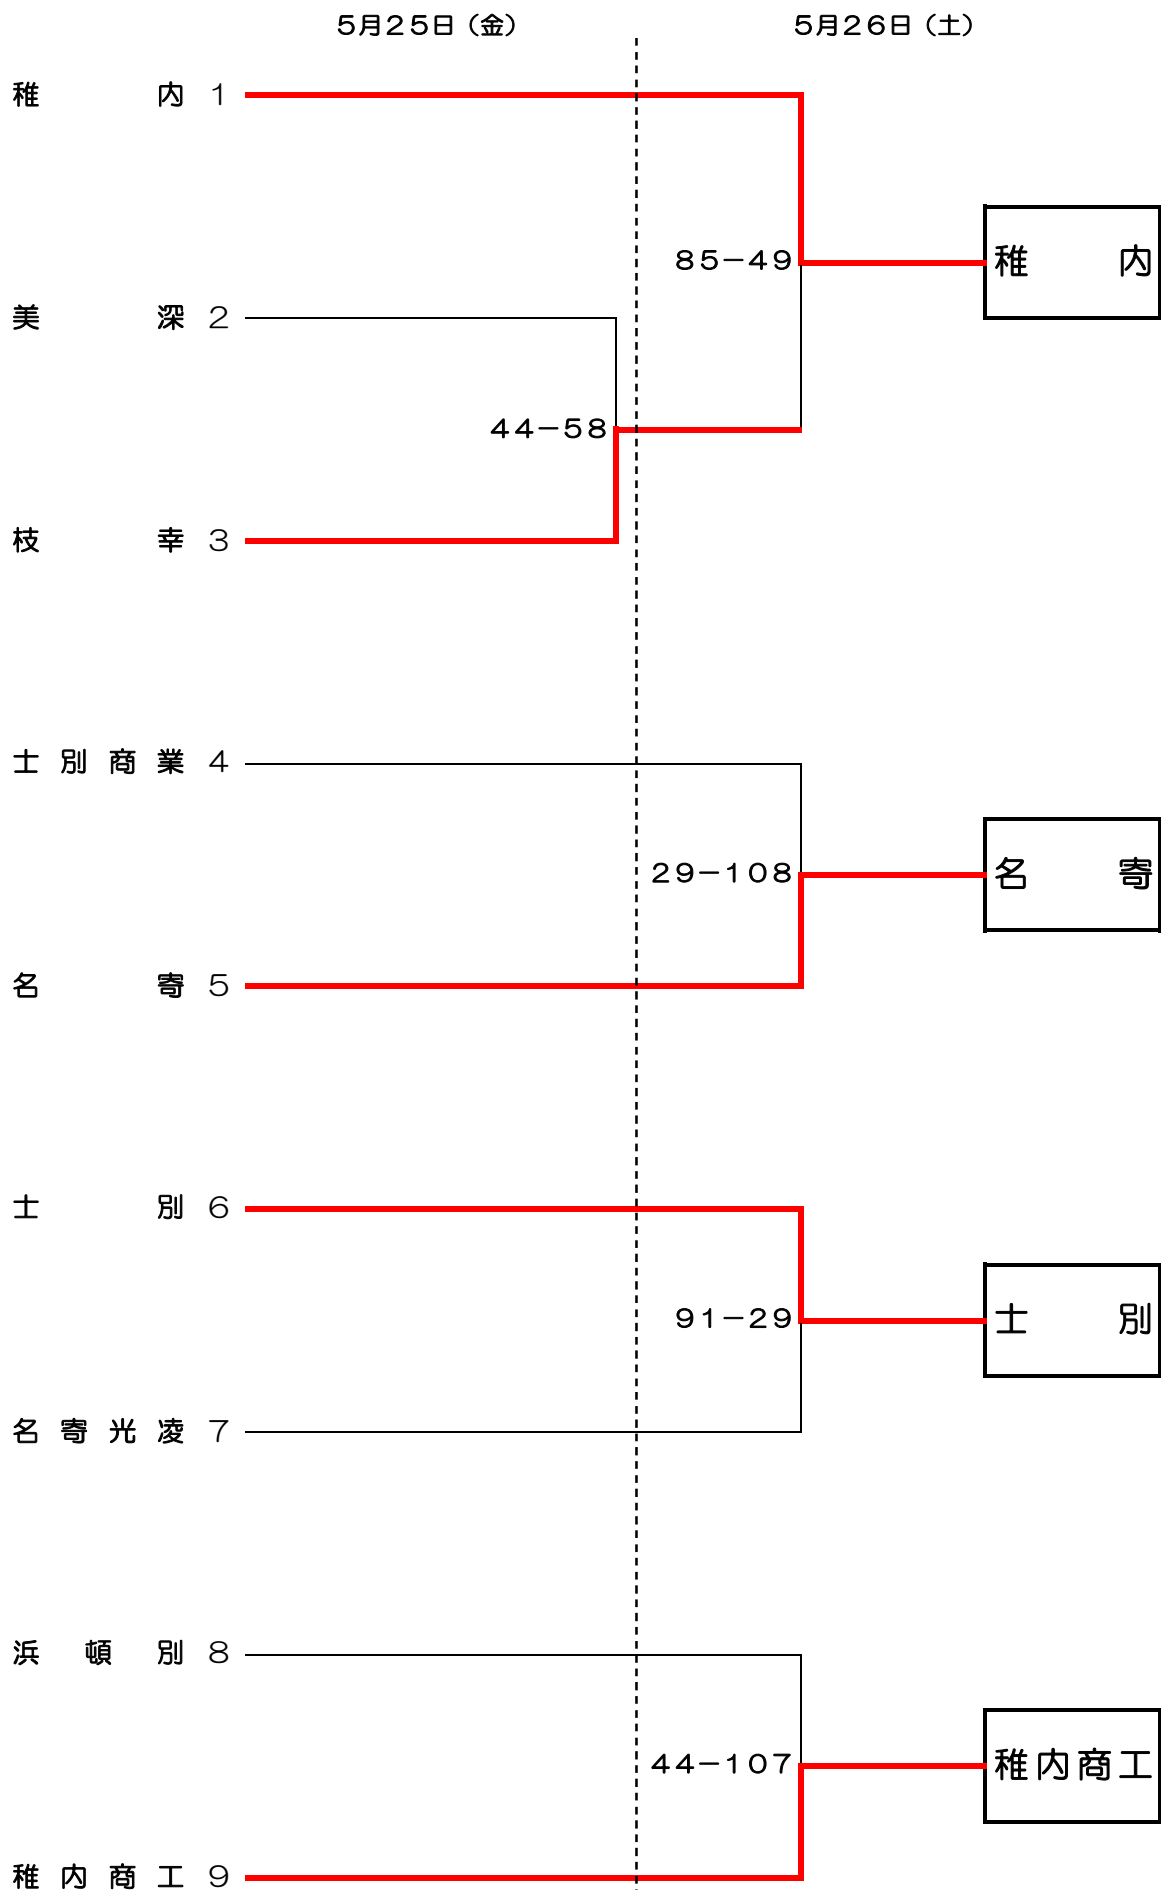 5月25日（金） 5月26日（土）
稚内 1
85−49 稚内
美深 2
44−58
枝幸 3
士別商業 4
29−108 名寄
名寄 5
士別 6
91−29 士別
名寄光凌 7
浜頓別 8
44−107 稚内商工
稚内商工 9